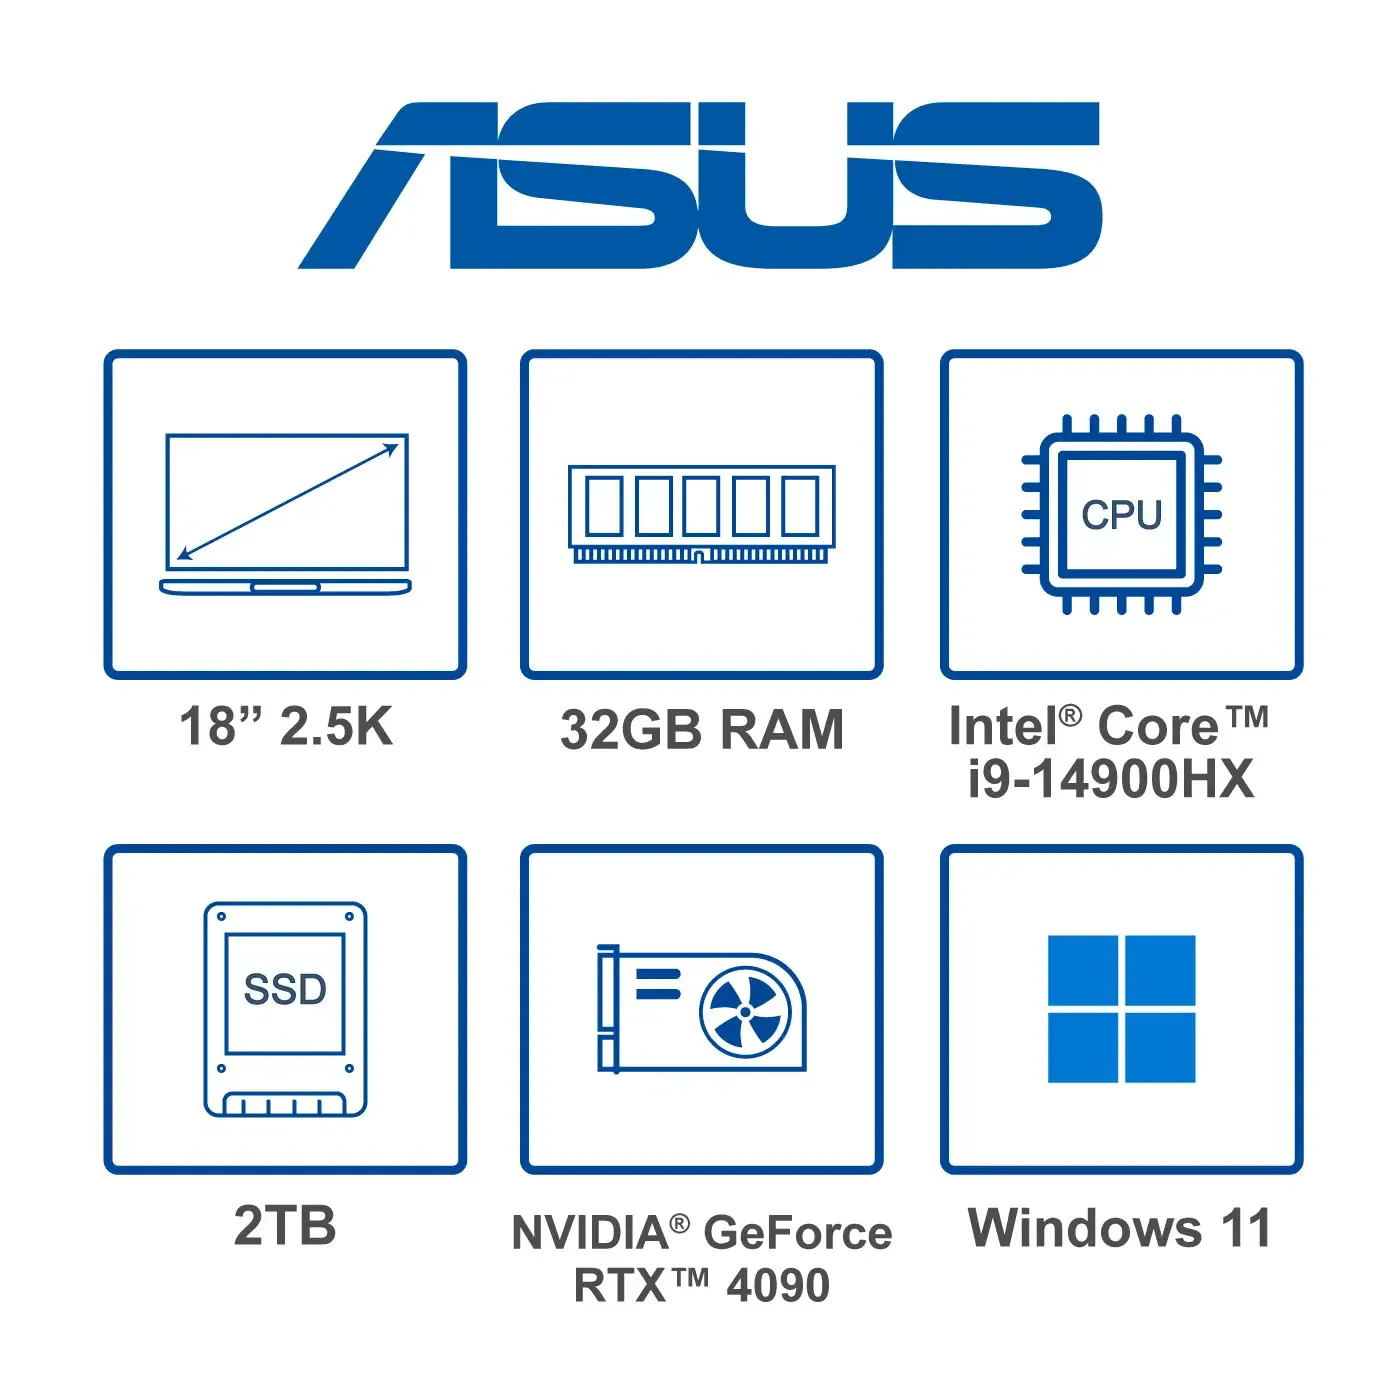 ASUS
18” 2.5K
32GB RAM
CPU
Intel® Core™
i9-14900HX
SSD
2TB
NVIDIA® GeForce
RTX™ 4090
Windows 11